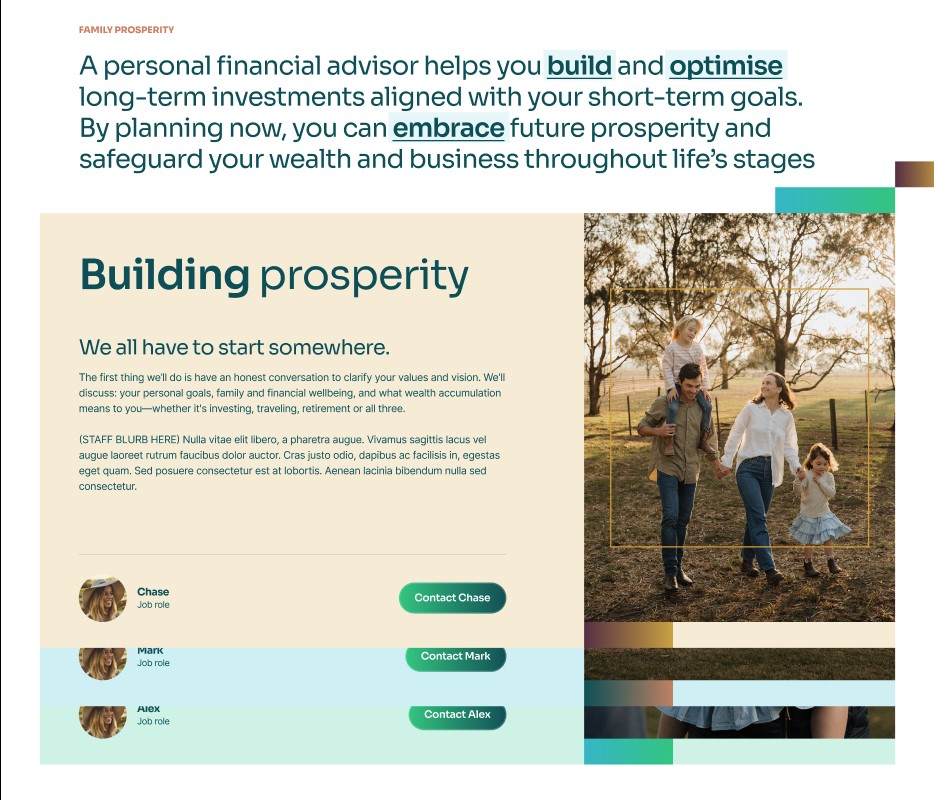 FAMILY PROSPERITY
A personal financial advisor helps you build and optimise
long-term investments aligned with your short-term goals.
By planning now, you can embrace future prosperity and
safeguard your wealth and business throughout life's stages
Building prosperity
We all have to start somewhere.
The first thing we'll do is have an honest conversation to clarify your values and vision. We'll
discuss: your personal goals, family and financial wellbeing, and what wealth accumulation
means to you—whether it's investing, traveling, retirement or all three.
(STAFF BLURB HERE) Nulla vitae elit libero, a pharetra augue. Vivamus sagittis lacus vel
augue laoreet rutrum faucibus dolor auctor. Cras justo odio, dapibus ac facilisis in, egestas
eget quam. Sed posuere consectetur est at lobortis. Aenean lacinia bibendum nulla sed
consectetur.
Chase
Job role
Contact Chase
Mark
Job role
Contact Mark
Alex
Job role
Contact Alex